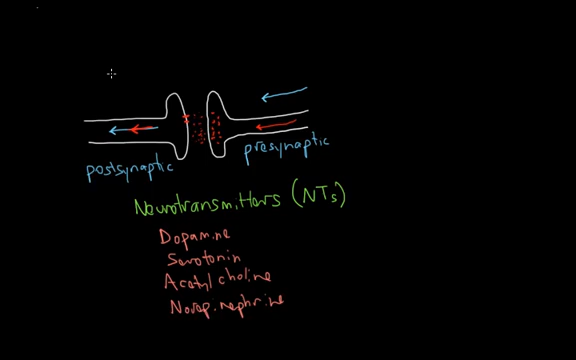 postsynaptic
presynaptic
Neurotransmitters (NTs)
Dopamine
Serotonin
Acetylcholine
Norepinephrine